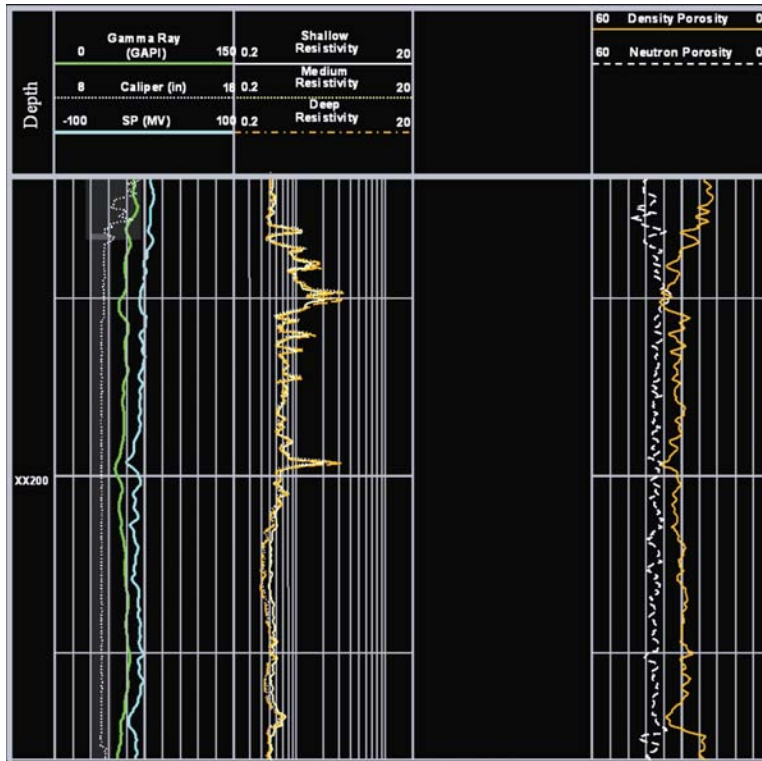 Depth
Gamma Ray
0 (GAPI) 150
8 Caliper (in) 18
-100 SP (MV) 100
Shallow
0.2 Resistivity 20
Medium
0.2 Resistivity 20
Deep
0.2 Resistivity 20
60 Density Porosity 0
60 Neutron Porosity 0
XX200